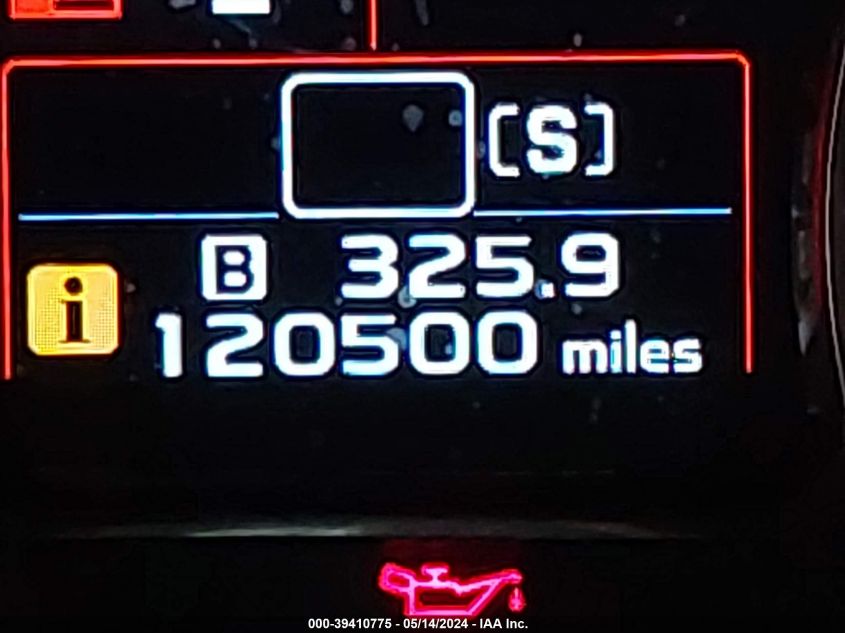 (S)
B 325.9
i 120500 miles
000-39410775 - 05/14/2024 - IAA Inc.